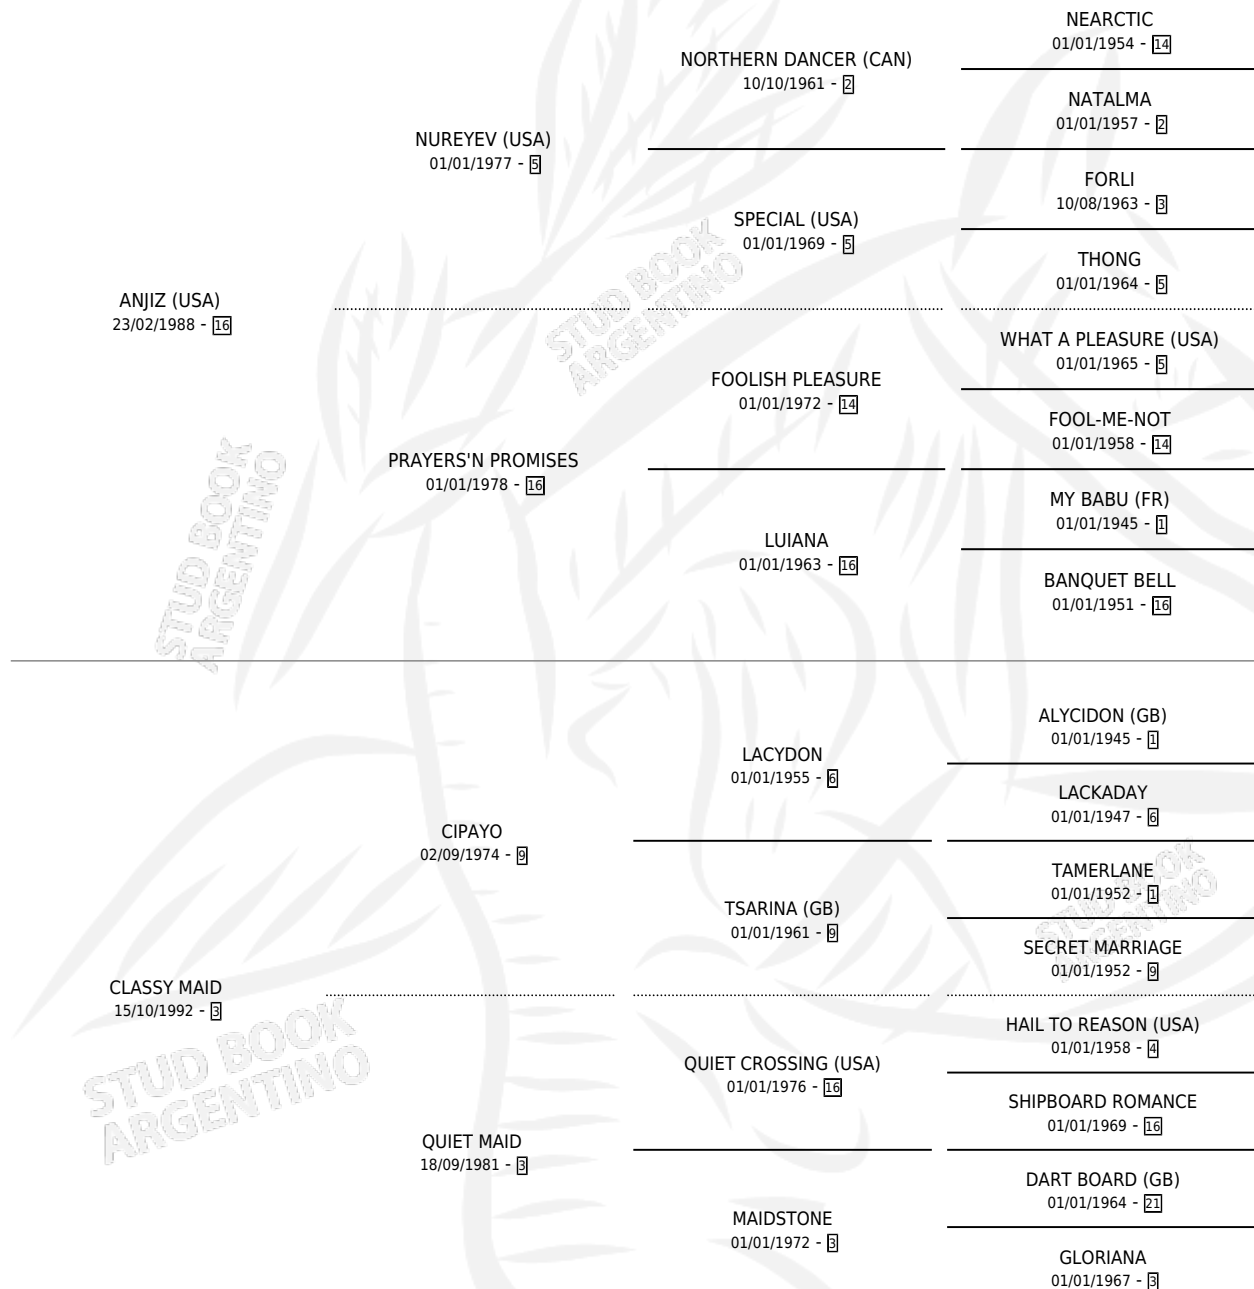 NEARCTIC
01/01/1954 - 14
NORTHERN DANCER (CAN)
10/10/1961 - 2
NATALMA
01/01/1957 - 2
NUREYEV (USA)
01/01/1977 - 5
FORLI
10/08/1963 - 3
SPECIAL (USA)
01/01/1969 - 5
THONG
01/01/1964 - 5
ANJIZ (USA)
23/02/1988 - 16
WHAT A PLEASURE (USA)
01/01/1965 - 5
FOOLISH PLEASURE
01/01/1972 - 14
FOOL-ME-NOT
01/01/1958 - 14
PRAYERS'N PROMISES
01/01/1978 - 16
MY BABU (FR)
01/01/1945 - 1
LUIANA
01/01/1963 - 16
BANQUET BELL
01/01/1951 - 16
ALYCIDON (GB)
01/01/1945 - 1
LACYDON
01/01/1955 - 6
LACKADAY
01/01/1947 - 6
CIPAYO
02/09/1974 - 9
TAMERLANE
01/01/1952 - 1
TSARINA (GB)
01/01/1961 - 9
SECRET MARRIAGE
01/01/1952 - 9
CLASSY MAID
15/10/1992 - 3
HAIL TO REASON (USA)
01/01/1958 - 4
QUIET CROSSING (USA)
01/01/1976 - 16
SHIPBOARD ROMANCE
01/01/1969 - 16
QUIET MAID
18/09/1981 - 3
DART BOARD (GB)
01/01/1964 - 21
MAIDSTONE
01/01/1972 - 3
GLORIANA
01/01/1967 - 3
STUD BOOK
ARGENTINO
STUD BOOK
ARGENTINO
STUD BOOK
ARGENTINO
STUD BOOK
ARGENTINO